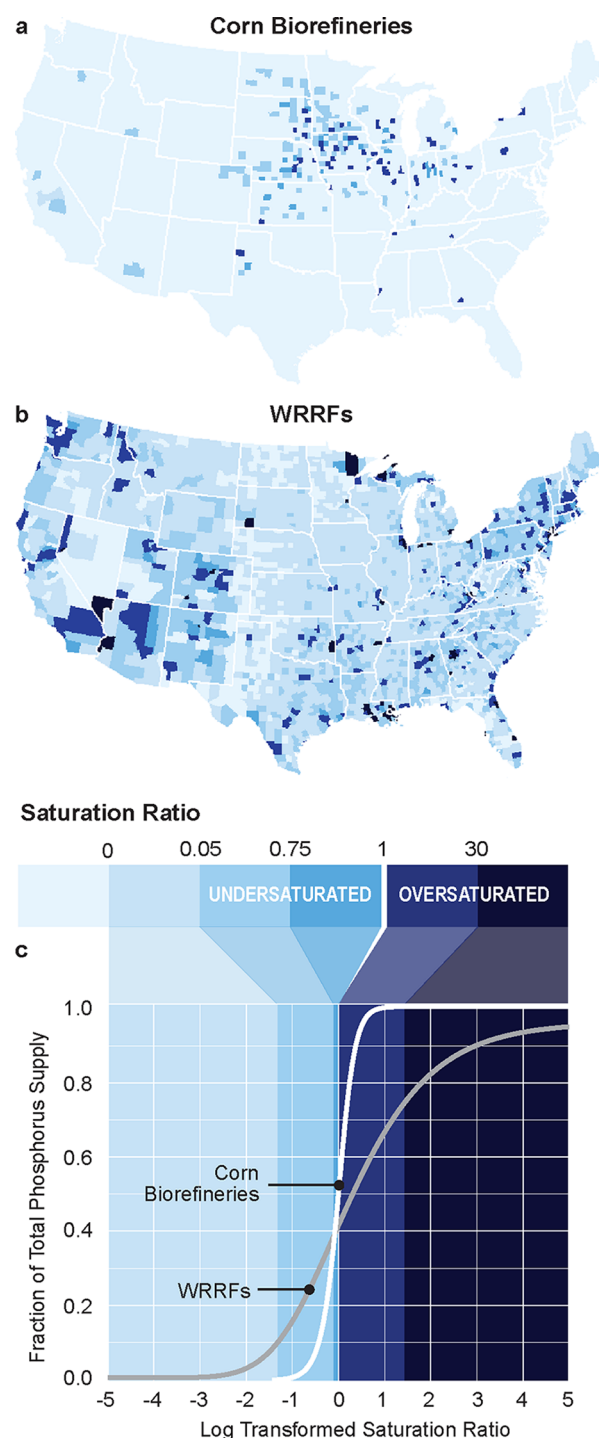 a
Corn Biorefineries
b
WRRFs
Saturation Ratio
0 0.05 0.75 1 30
UNDERSATURATED OVERSATURATED
c
1.0
0.8
0.6
0.4
0.2
0.0
Fraction of Total Phosphorus Supply
Corn
Biorefineries
WRRFs
-5 -4 -3 -2 -1 0 1 2 3 4 5
Log Transformed Saturation Ratio